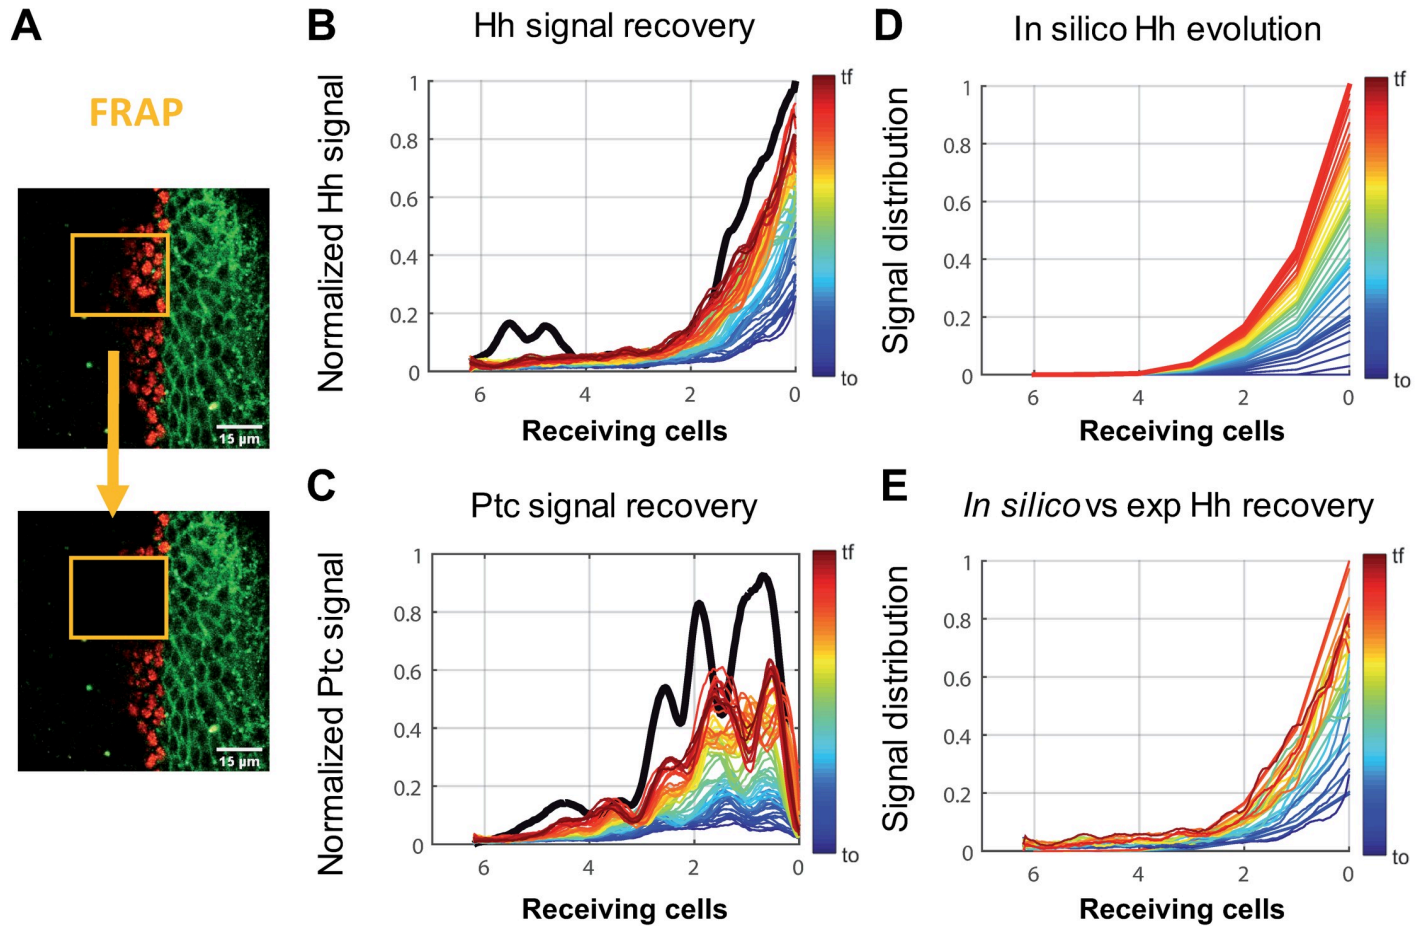 A
FRAP
15 µm
15 µm
B
Hh signal recovery
Normalized Hh signal
1
0.8
0.6
0.4
0.2
0
6
4
2
0
Receiving cells
tf
to
C
Ptc signal recovery
Normalized Ptc signal
1
0.8
0.6
0.4
0.2
0
6
4
2
0
Receiving cells
tf
to
D
In silico Hh evolution
Signal distribution
1
0.8
0.6
0.4
0.2
0
6
4
2
0
Receiving cells
tf
to
E
In silico vs exp Hh recovery
Signal distribution
1
0.8
0.6
0.4
0.2
0
6
4
2
0
Receiving cells
tf
to